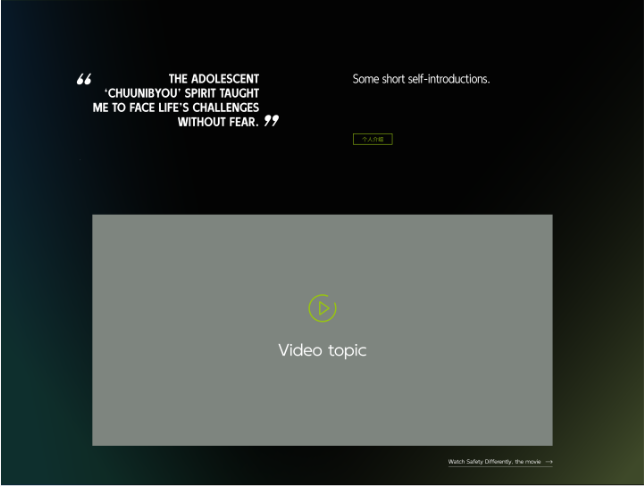 “ THE ADOLESCENT
‘CHUUNIBYOU’ SPIRIT TAUGHT
ME TO FACE LIFE’S CHALLENGES
WITHOUT FEAR. ”
Some short self-introductions.
个人介绍
Video topic
Watch Safety Differently, the movie →